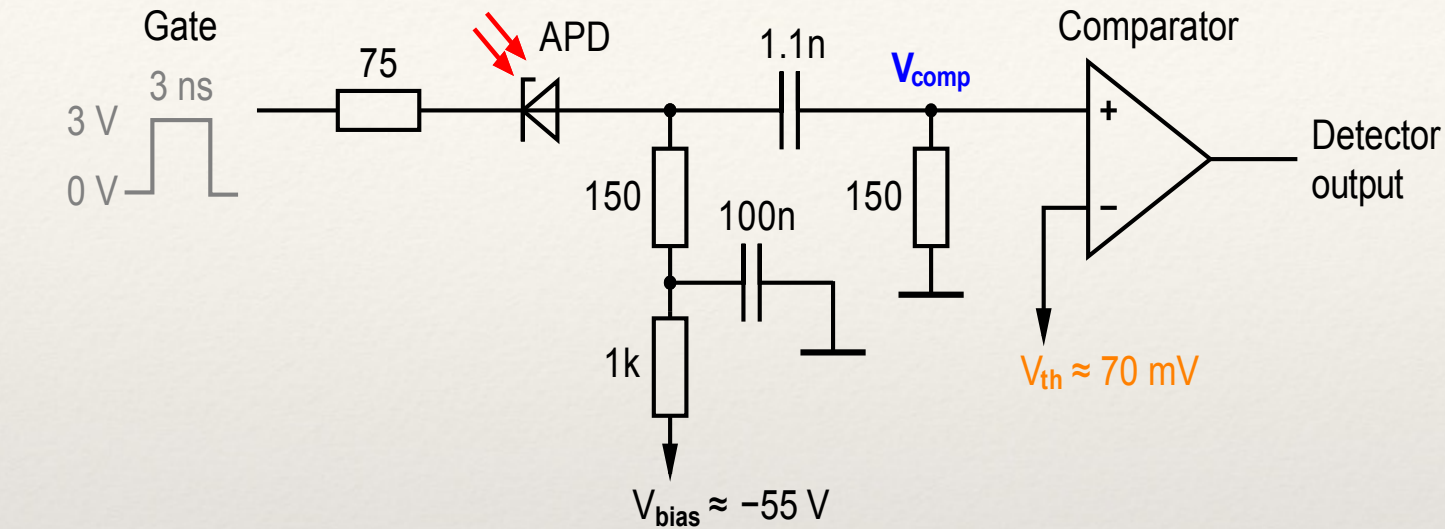 Gate
3 ns
3 V
0 V
75
APD
1.1n
Vcomp
Comparator
+
−
Detector
output
150
100n
150
1k
Vth ≈ 70 mV
Vbias ≈ −55 V